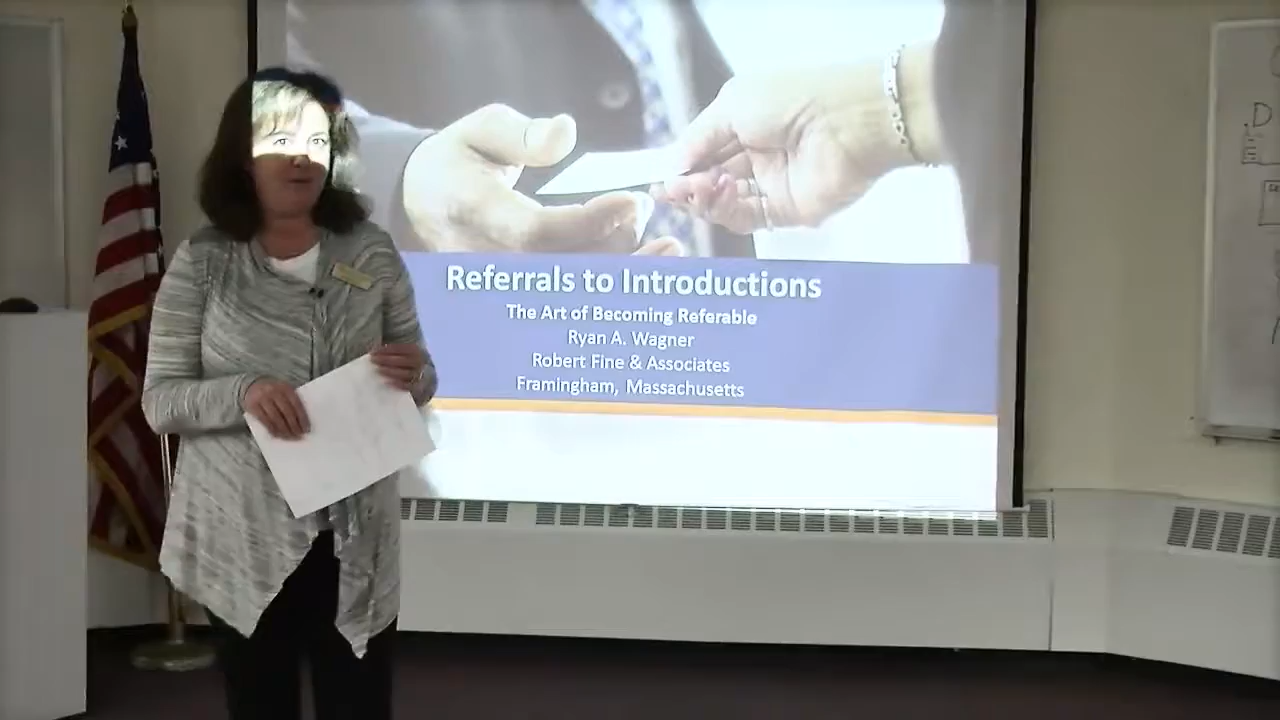 Referrals to Introductions
The Art of Becoming Referable
Ryan A. Wagner
Robert Fine & Associates
Framingham, Massachusetts